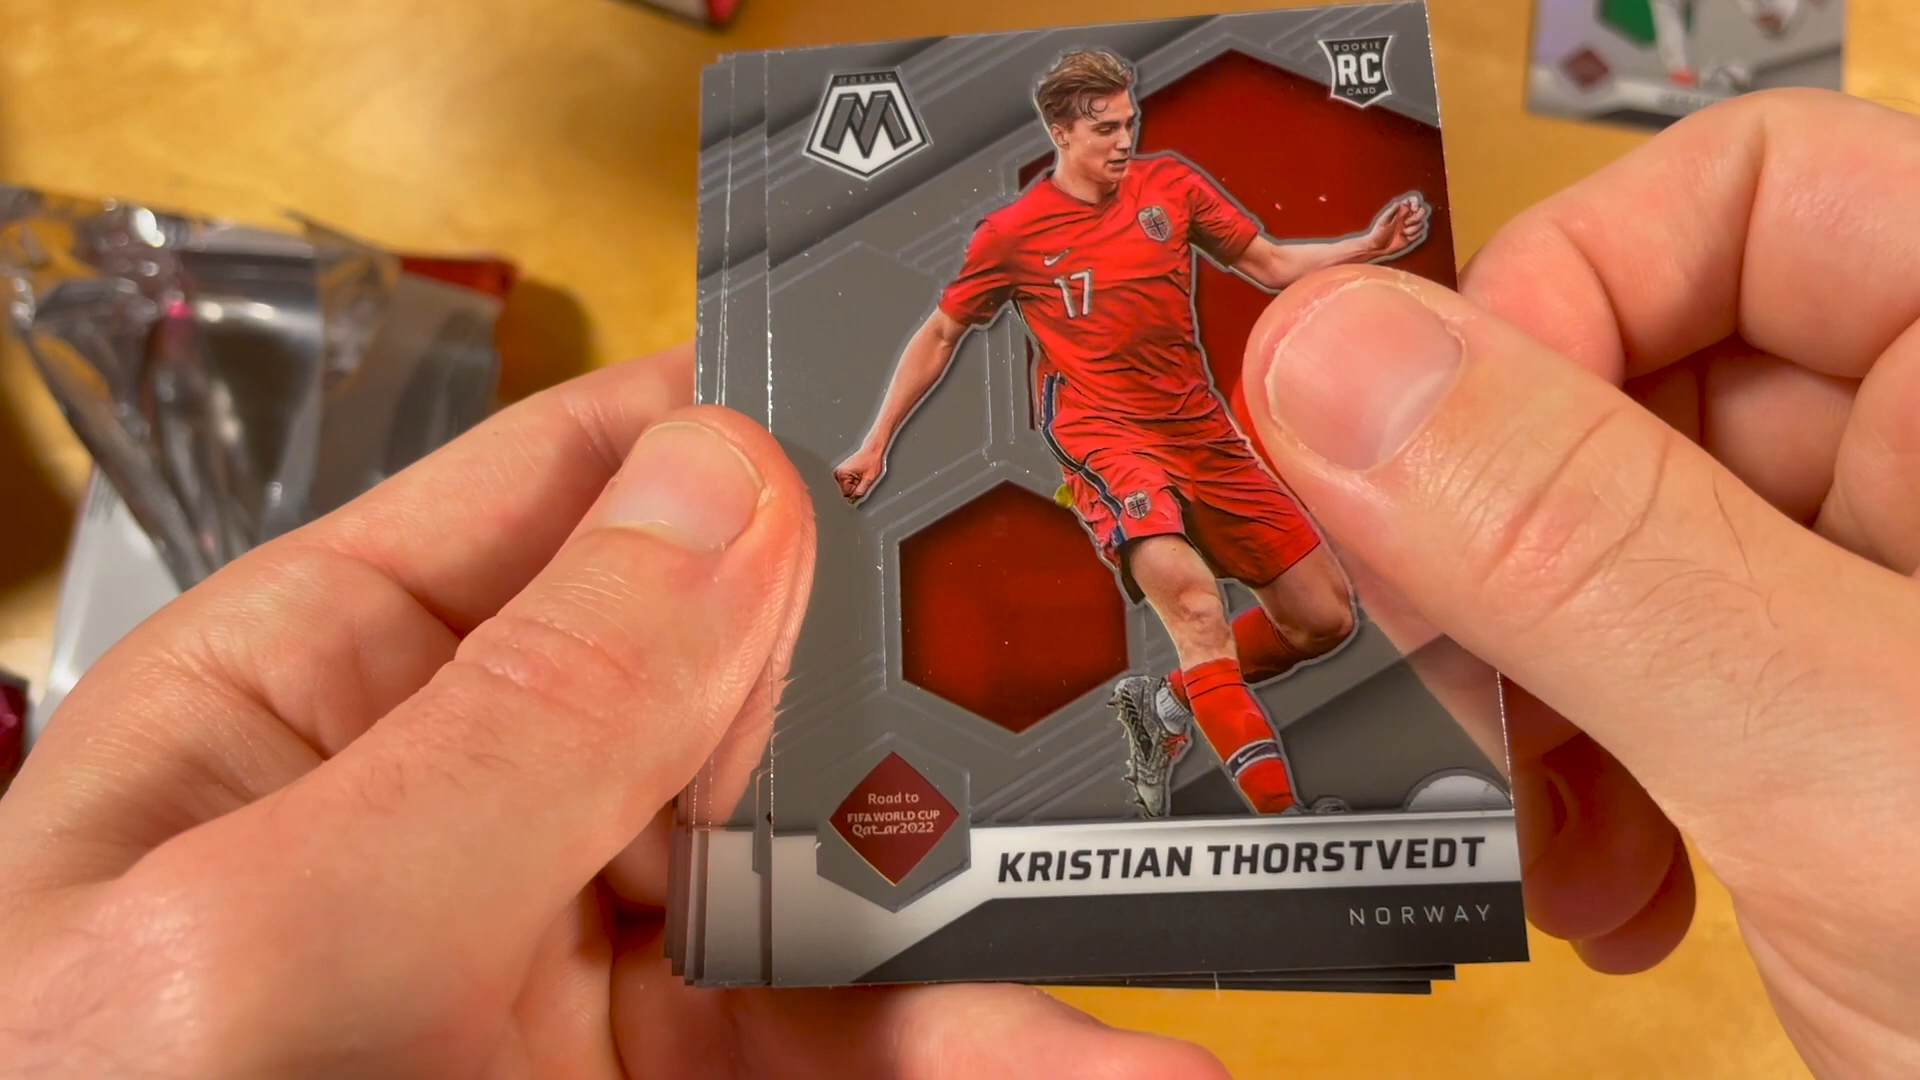 MOSAIC
M
ROOKIE
RC
CARD
17
Road to
FIFA WORLD CUP
Qatar2022
KRISTIAN THORSTVEDT
NORWAY